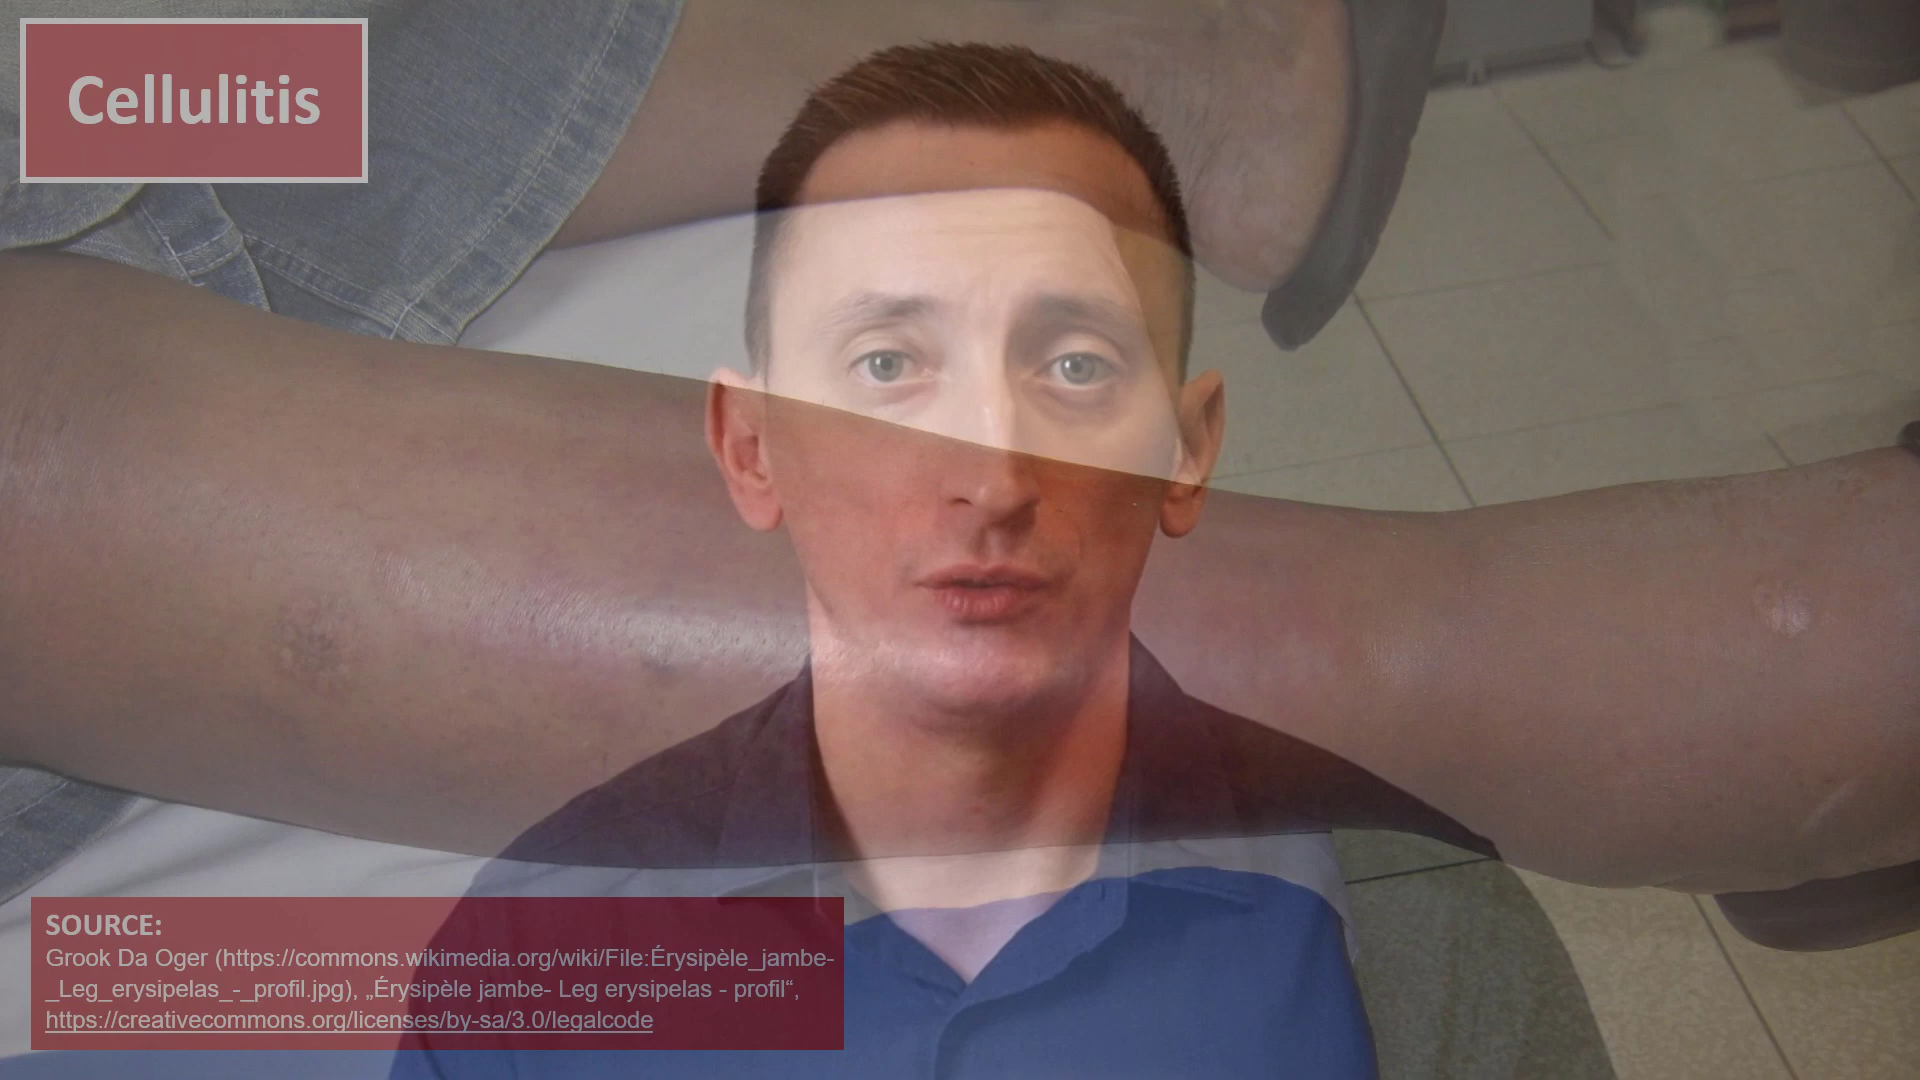 Cellulitis
SOURCE:
Grook Da Oger (https://commons.wikimedia.org/wiki/File:Érysipèle_jambe-
_Leg_erysipelas_-_profil.jpg), „Érysipèle jambe- Leg erysipelas - profil“,
https://creativecommons.org/licenses/by-sa/3.0/legalcode